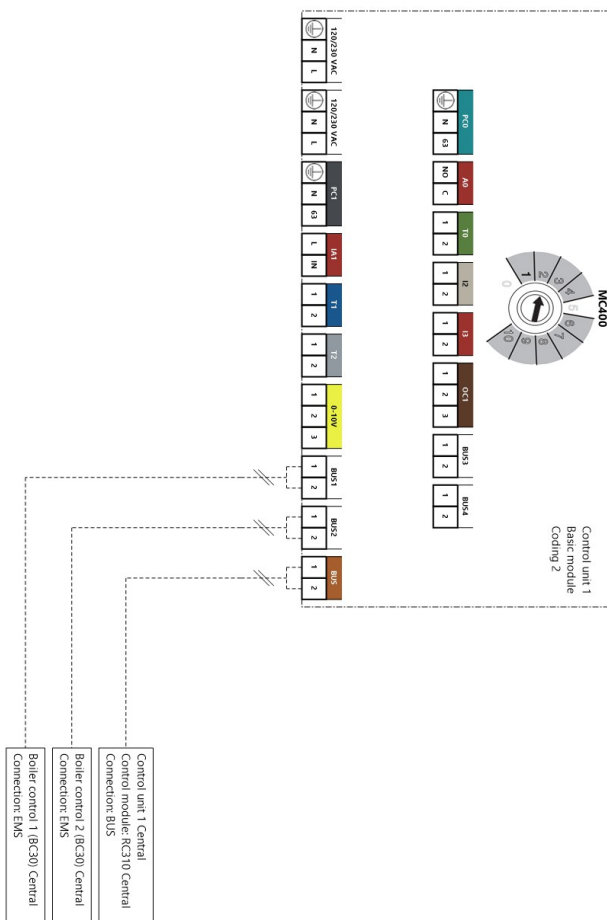 MC400
0 1 2 3 4 5 6 7 8 9 10
Control unit 1
Basic module
Coding 2
PC0 A0 T0 I2 I3 OC1 BUS3 BUS4
N 63 NO C 1 2 1 2 1 2 1 2 3 1 2 1 2
120/230 VAC 120/230 VAC PC1 IA1 T1 T2 0-10V BUS1 BUS2 BUS
N L N L N 63 L IN 1 2 1 2 1 2 3 1 2 1 2 1 2
Control unit 1 Central
Control module: RC310 Central
Connection: BUS
Boiler control 2 (BC30) Central
Connection: EMS
Boiler control 1 (BC30) Central
Connection: EMS